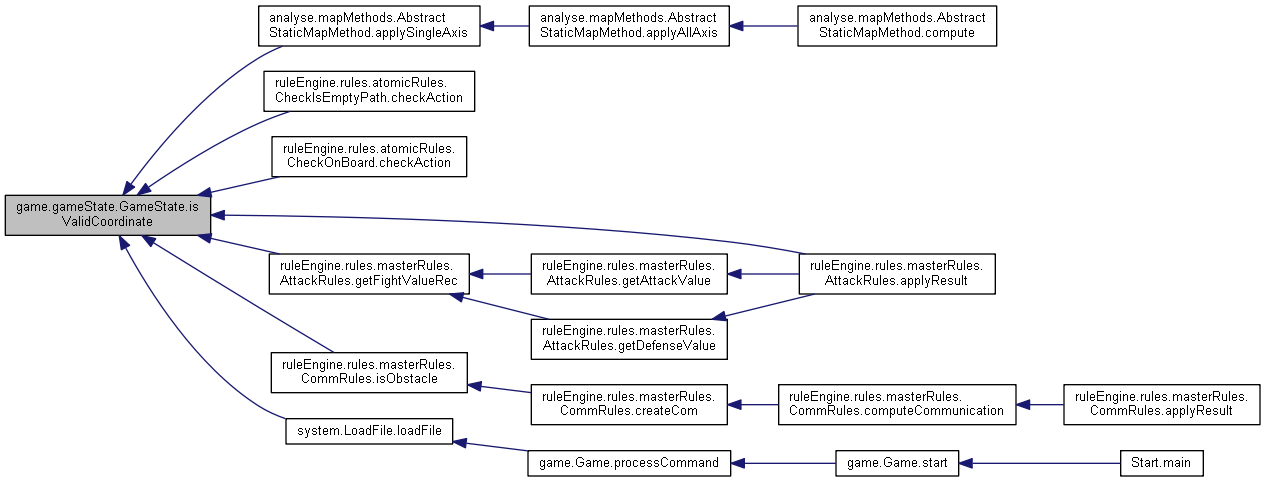 analyse.mapMethods.Abstract
StaticMapMethod.applySingleAxis
analyse.mapMethods.Abstract
StaticMapMethod.applyAllAxis
analyse.mapMethods.Abstract
StaticMapMethod.compute
ruleEngine.rules.atomicRules.
CheckIsEmptyPath.checkAction
ruleEngine.rules.atomicRules.
CheckOnBoard.checkAction
game.gameState.GameState.is
ValidCoordinate
ruleEngine.rules.masterRules.
AttackRules.getFightValueRec
ruleEngine.rules.masterRules.
AttackRules.getAttackValue
ruleEngine.rules.masterRules.
AttackRules.applyResult
ruleEngine.rules.masterRules.
AttackRules.getDefenseValue
ruleEngine.rules.masterRules.
CommRules.isObstacle
ruleEngine.rules.masterRules.
CommRules.createCom
ruleEngine.rules.masterRules.
CommRules.computeCommunication
ruleEngine.rules.masterRules.
CommRules.applyResult
system.LoadFile.loadFile
game.Game.processCommand
game.Game.start
Start.main